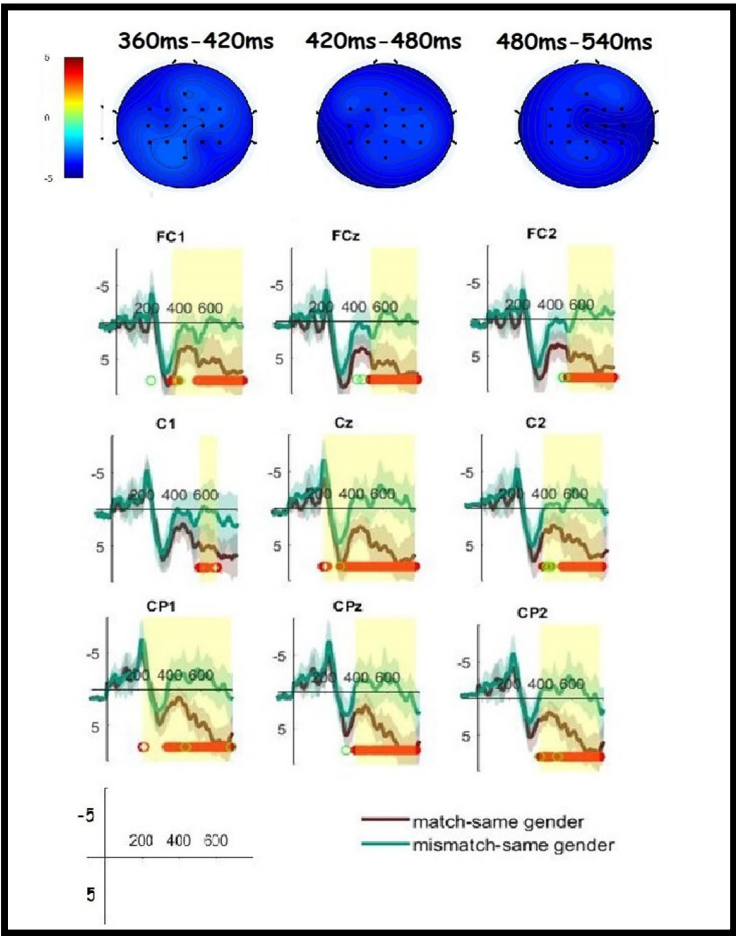 360ms-420ms 420ms-480ms 480ms-540ms
5
0
-5
FC1 FCz FC2
-5 -5 -5
200 400 600 200 400 600 200 400 600
5 5 5
C1 Cz C2
-5 -5 -5
200 400 600 200 400 600 200 400 600
5 5 5
CP1 CPz CP2
-5 -5 -5
200 400 600 200 400 600 200 400 600
5 5 5
-5
200 400 600
5
match-same gender
mismatch-same gender